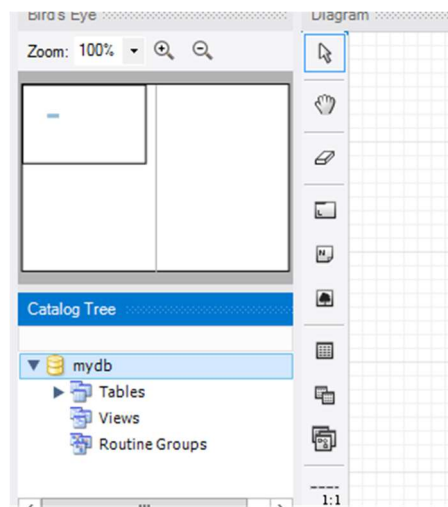 Bird's Eye
Diagram
Zoom: 100%
Catalog Tree
mydb
Tables
Views
Routine Groups
N
1:1